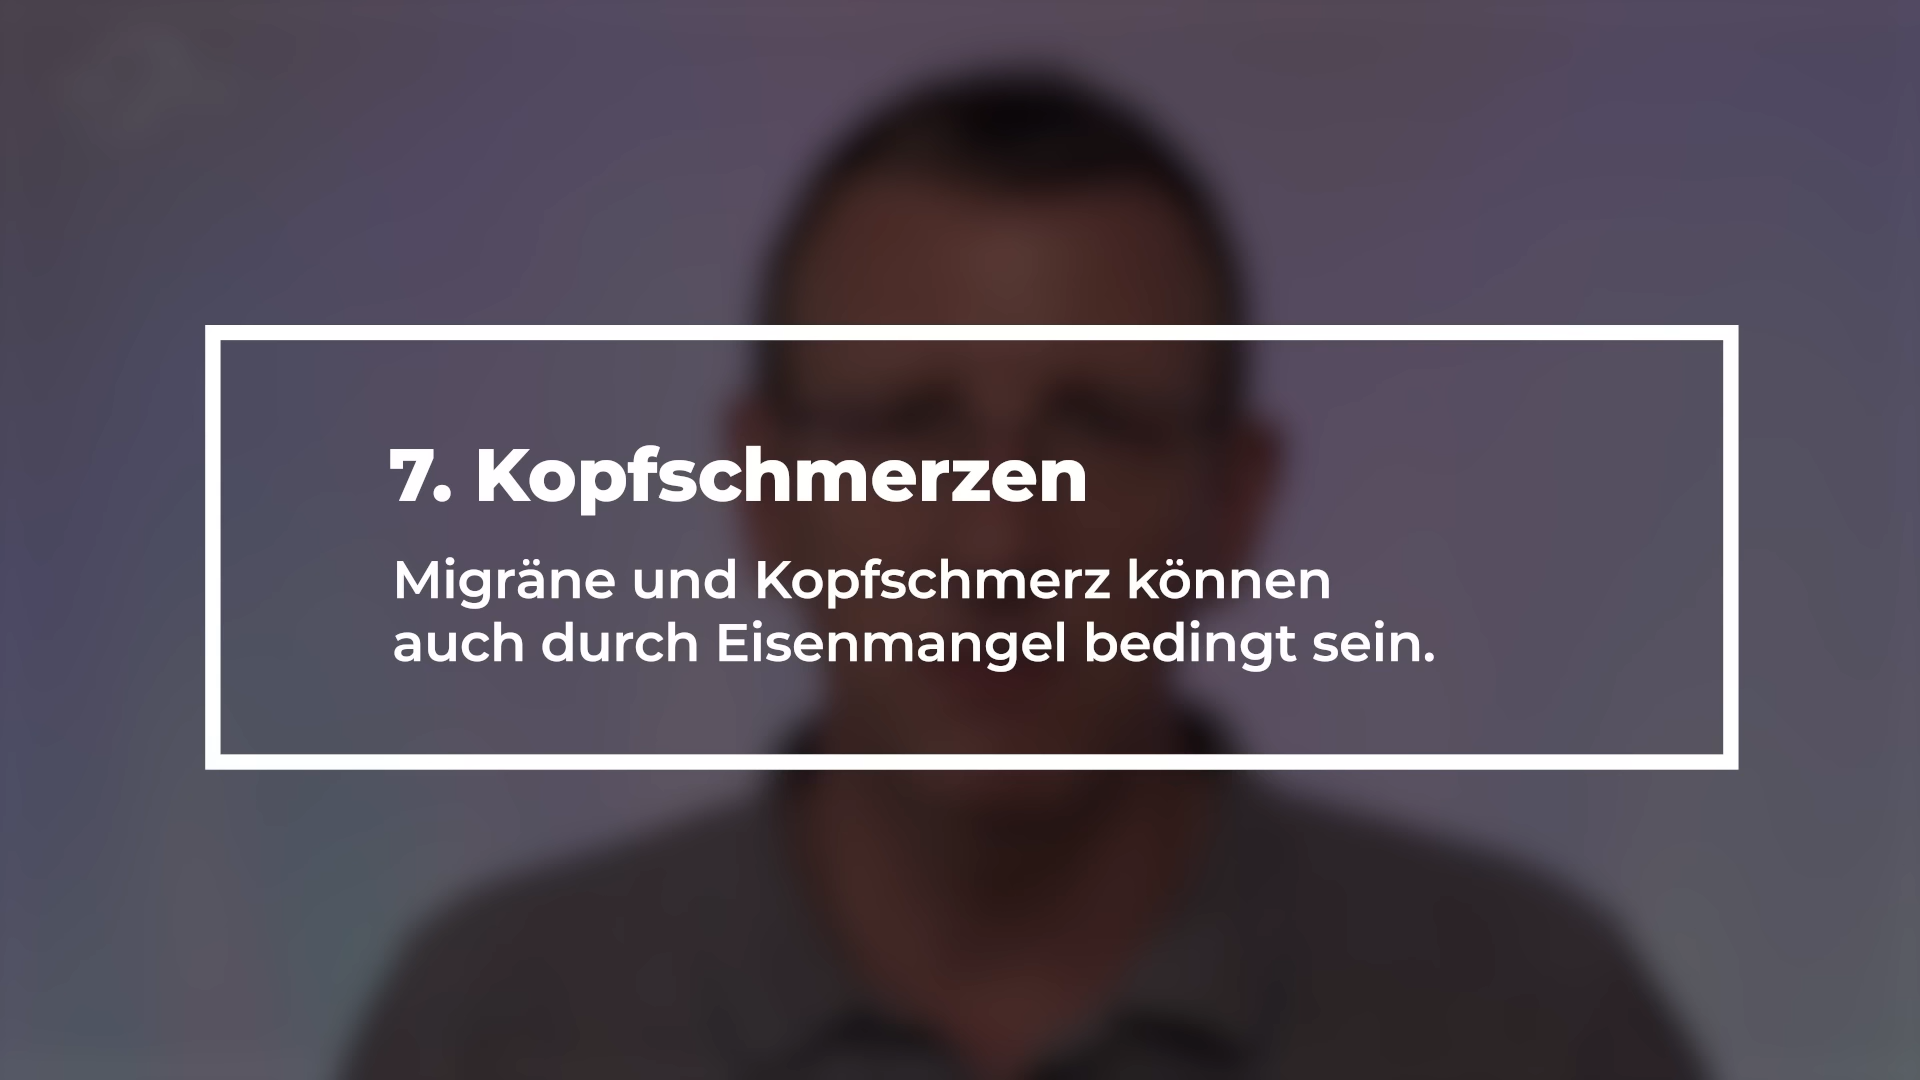 7. Kopfschmerzen
Migräne und Kopfschmerz können
auch durch Eisenmangel bedingt sein.